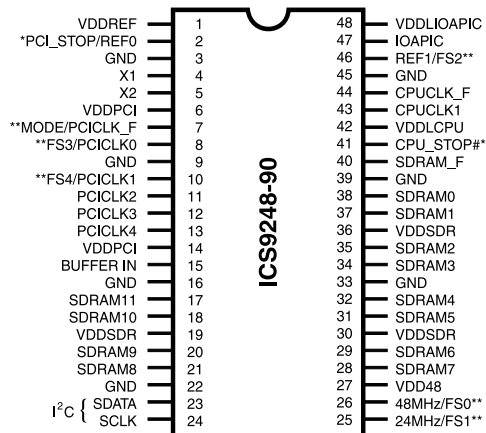 VDDREF 1 48 VDDLIOAPIC
*PCI_STOP/REF0 2 47 IOAPIC
GND 3 46 REF1/FS2**
X1 4 45 GND
X2 5 44 CPUCLK_F
VDDPCI 6 43 CPUCLK1
**MODE/PCICLK_F 7 42 VDDLCPU
**FS3/PCICLK0 8 41 CPU_STOP#*
GND 9 40 SDRAM_F
**FS4/PCICLK1 10 39 GND
PCICLK2 11 38 SDRAM0
PCICLK3 12 37 SDRAM1
PCICLK4 13 36 VDDSDR
VDDPCI 14 35 SDRAM2
BUFFER IN 15 34 SDRAM3
GND 16 33 GND
SDRAM11 17 32 SDRAM4
SDRAM10 18 31 SDRAM5
VDDSDR 19 30 VDDSDR
SDRAM9 20 29 SDRAM6
SDRAM8 21 28 SDRAM7
GND 22 27 VDD48
I²C { SDATA 23 26 48MHz/FS0**
SCLK 24 25 24MHz/FS1**
ICS9248-90